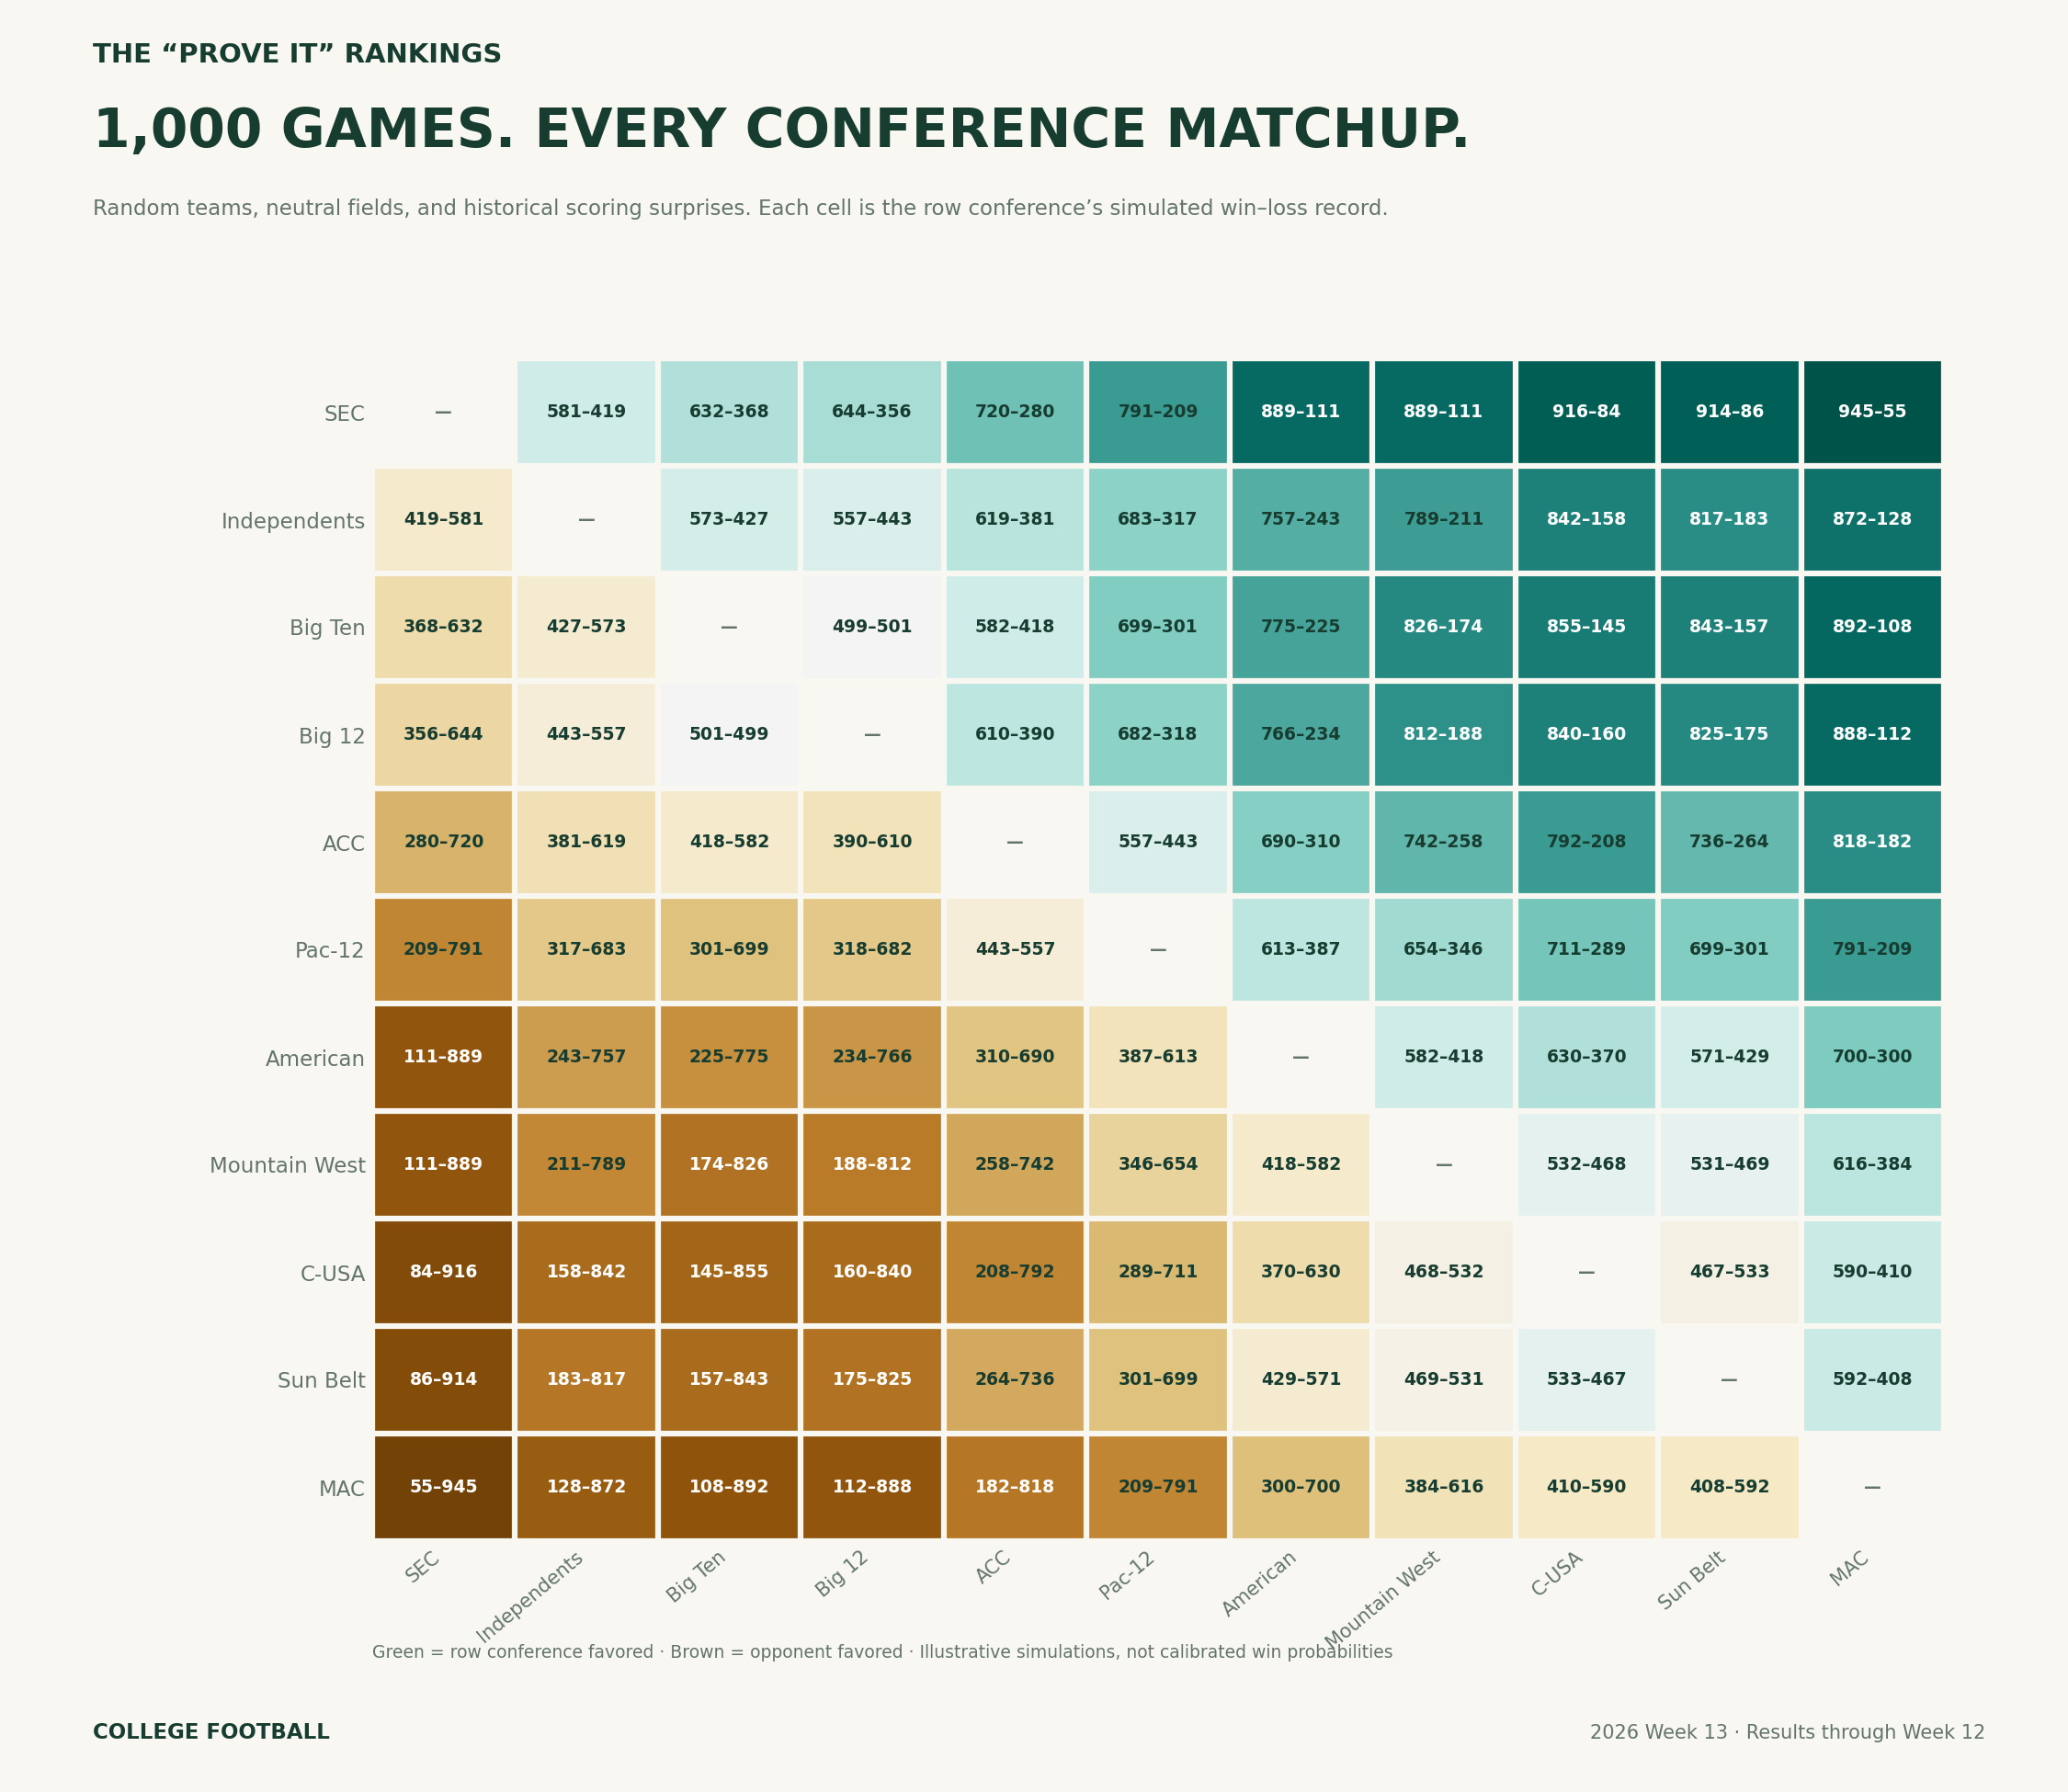 THE “PROVE IT” RANKINGS
1,000 GAMES. EVERY CONFERENCE MATCHUP.
Random teams, neutral fields, and historical scoring surprises. Each cell is the row conference’s simulated win–loss record.
SEC — 581–419 632–368 644–356 720–280 791–209 889–111 889–111 916–84 914–86 945–55
Independents 419–581 — 573–427 557–443 619–381 683–317 757–243 789–211 842–158 817–183 872–128
Big Ten 368–632 427–573 — 499–501 582–418 699–301 775–225 826–174 855–145 843–157 892–108
Big 12 356–644 443–557 501–499 — 610–390 682–318 766–234 812–188 840–160 825–175 888–112
ACC 280–720 381–619 418–582 390–610 — 557–443 690–310 742–258 792–208 736–264 818–182
Pac-12 209–791 317–683 301–699 318–682 443–557 — 613–387 654–346 711–289 699–301 791–209
American 111–889 243–757 225–775 234–766 310–690 387–613 — 582–418 630–370 571–429 700–300
Mountain West 111–889 211–789 174–826 188–812 258–742 346–654 418–582 — 532–468 531–469 616–384
C-USA 84–916 158–842 145–855 160–840 208–792 289–711 370–630 468–532 — 467–533 590–410
Sun Belt 86–914 183–817 157–843 175–825 264–736 301–699 429–571 469–531 533–467 — 592–408
MAC 55–945 128–872 108–892 112–888 182–818 209–791 300–700 384–616 410–590 408–592 —
SEC Independents Big Ten Big 12 ACC Pac-12 American Mountain West C-USA Sun Belt MAC
Green = row conference favored · Brown = opponent favored · Illustrative simulations, not calibrated win probabilities
COLLEGE FOOTBALL
2026 Week 13 · Results through Week 12